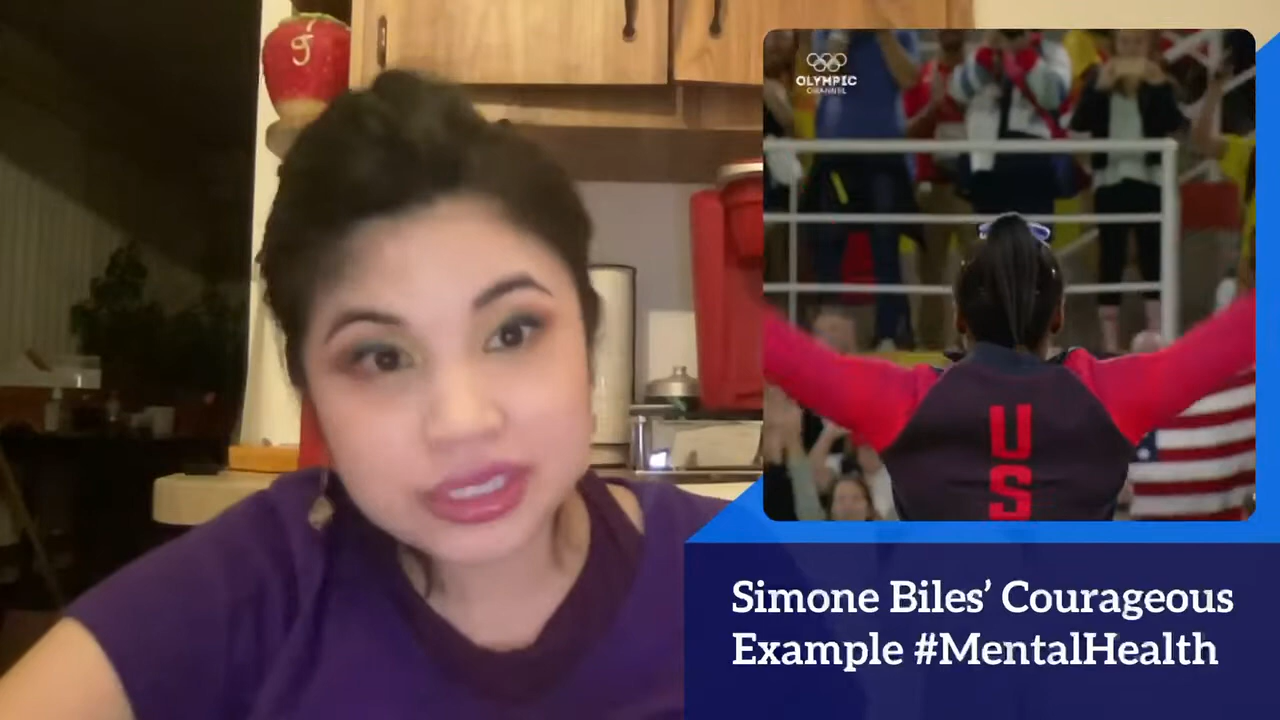 OLYMPIC
CHANNEL
US
Simone Biles’ Courageous
Example #MentalHealth